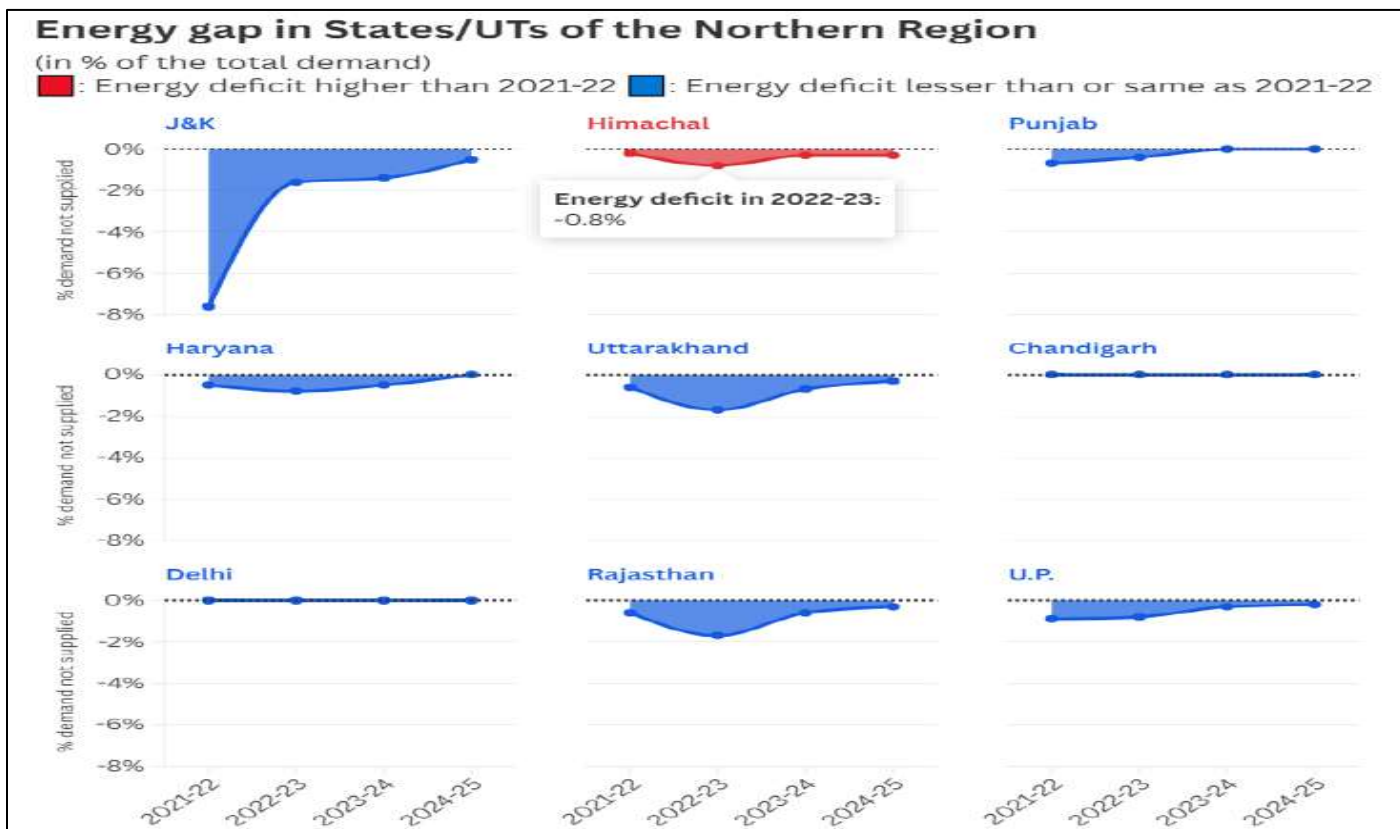 Energy gap in States/UTs of the Northern Region
(in % of the total demand)
: Energy deficit higher than 2021-22 : Energy deficit lesser than or same as 2021-22
J&K Himachal Punjab
% demand not supplied
0%
-2%
-4%
-6%
-8%
Energy deficit in 2022-23:
-0.8%
Haryana Uttarakhand Chandigarh
% demand not supplied
0%
-2%
-4%
-6%
-8%
Delhi Rajasthan U.P.
% demand not supplied
0%
-2%
-4%
-6%
-8%
2021-22 2022-23 2023-24 2024-25 2021-22 2022-23 2023-24 2024-25 2021-22 2022-23 2023-24 2024-25